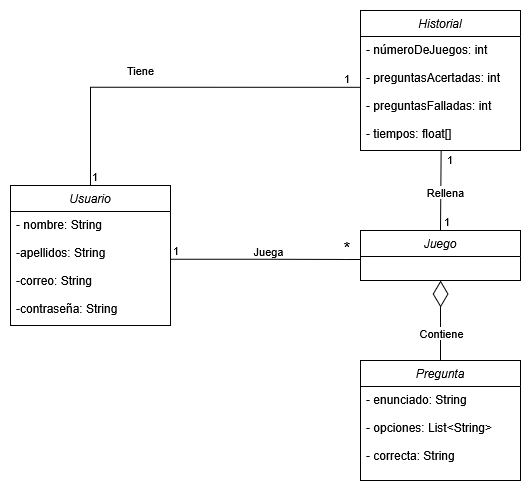 Historial
- númeroDeJuegos: int
- preguntasAcertadas: int
- preguntasFalladas: int
- tiempos: float[]
Tiene
1
1
1
Rellena
1
Usuario
- nombre: String
-apellidos: String
-correo: String
-contraseña: String
1
Juega
*
Juego
Contiene
Pregunta
- enunciado: String
- opciones: List<String>
- correcta: String